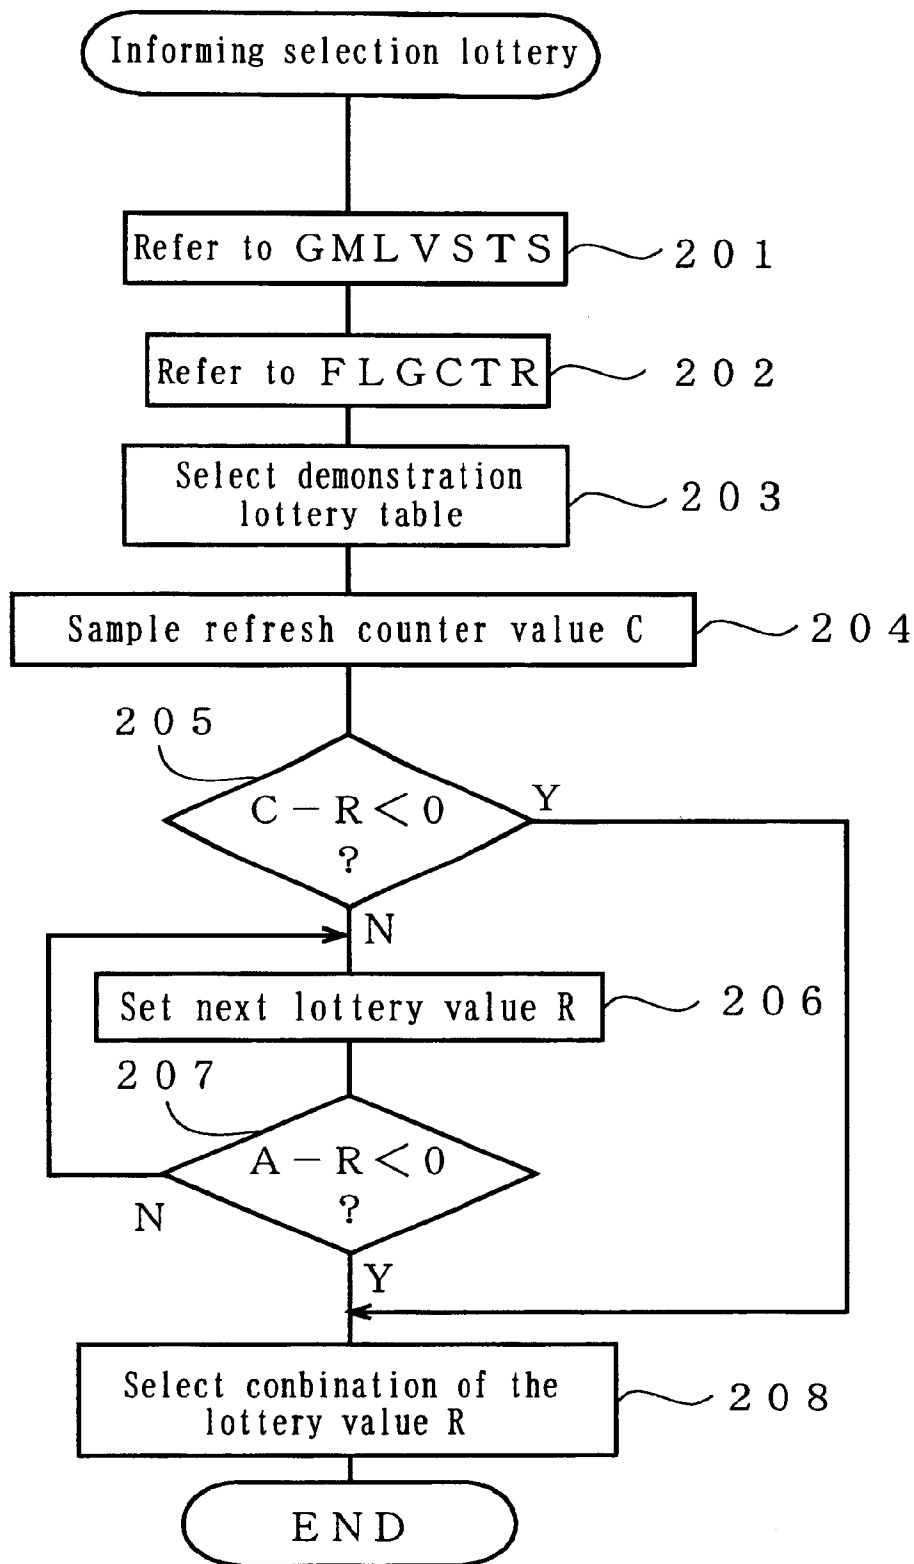 Informing selection lottery
Refer to GMLVSTS
201
Refer to FLGCTR
202
Select demonstration
lottery table
203
Sample refresh counter value C
204
205
C－R＜0
?
Y
N
Set next lottery value R
206
207
A－R＜0
?
N
Y
Select conbination of the
lottery value R
208
END